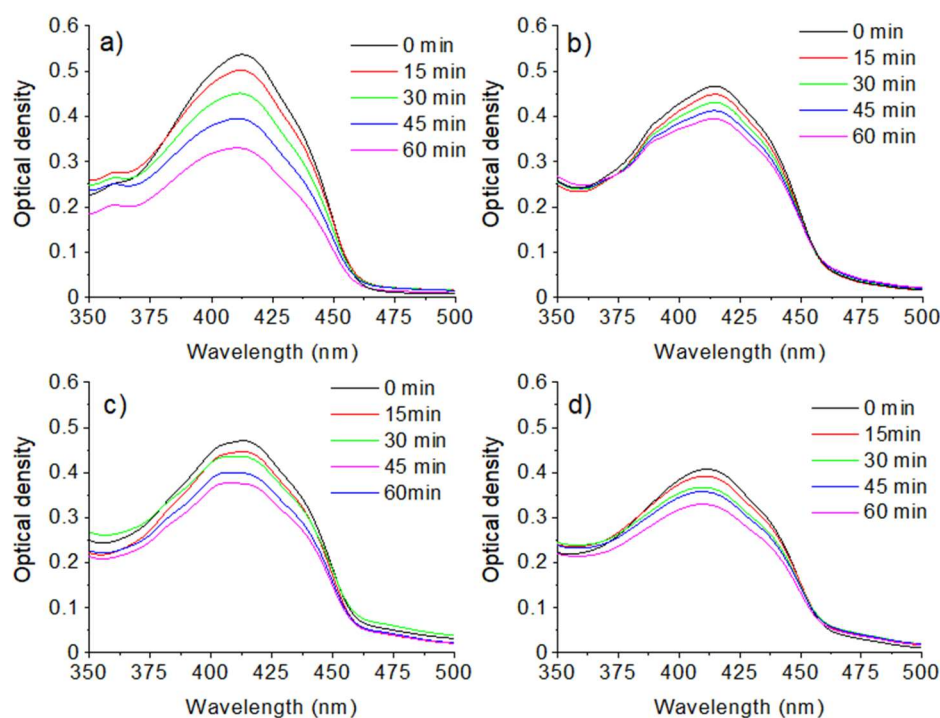 a)
0 min
15 min
30 min
45 min
60 min
Optical density
0.6
0.5
0.4
0.3
0.2
0.1
0
350 375 400 425 450 475 500
Wavelength (nm)
b)
0 min
15 min
30 min
45 min
60 min
Optical density
0.6
0.5
0.4
0.3
0.2
0.1
0
350 375 400 425 450 475 500
Wavelength (nm)
c)
0 min
15min
30 min
45 min
60min
Optical density
0.6
0.5
0.4
0.3
0.2
0.1
0
350 375 400 425 450 475 500
Wavelength (nm)
d)
0 min
15min
30 min
45 min
60 min
Optical density
0.6
0.5
0.4
0.3
0.2
0.1
0
350 375 400 425 450 475 500
Wavelength (nm)